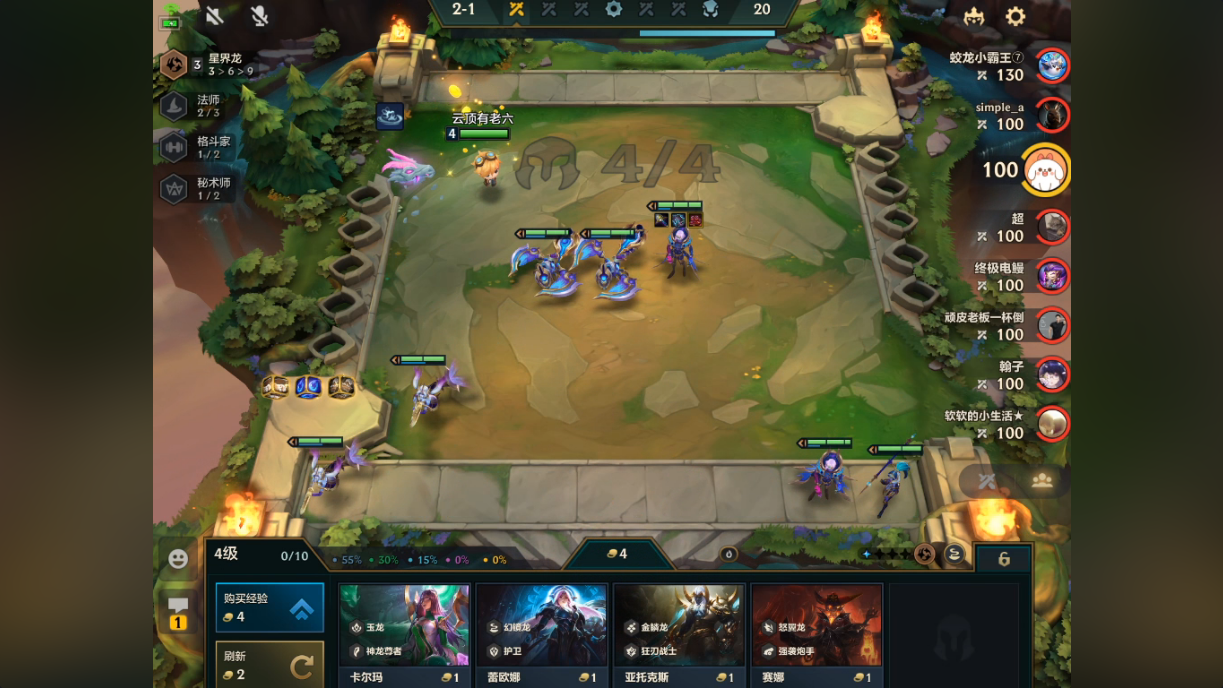 2-1
20
3
星界龙
3 > 6 > 9
法师
2 / 3
格斗家
1 / 2
秘术师
1 / 2
云顶有老六
4
4/4
蛟龙小霸王⑦
130
simple_a
100
100
超
100
终极电鳗
100
顽皮老板一杯倒
100
翰子
100
软软的小生活★
100
4级
0/10
55%
30%
15%
0%
0%
4
购买经验
4
1
刷新
2
玉龙
神龙尊者
卡尔玛
1
幻镜龙
护卫
蕾欧娜
1
金鳞龙
狂刃战士
亚托克斯
1
怒翼龙
强袭炮手
赛娜
1